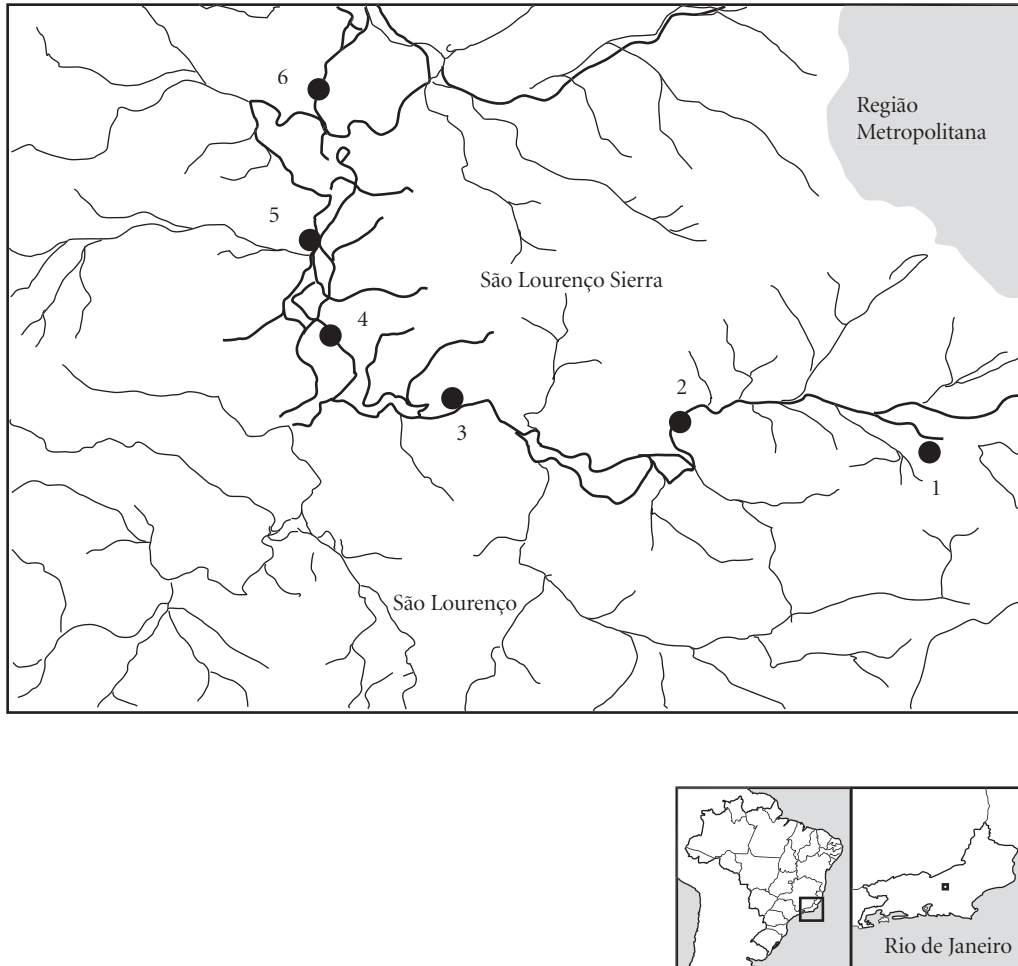 6
Região
Metropolitana
5
São Lourenço Sierra
4
2
3
1
São Lourenço
Rio de Janeiro